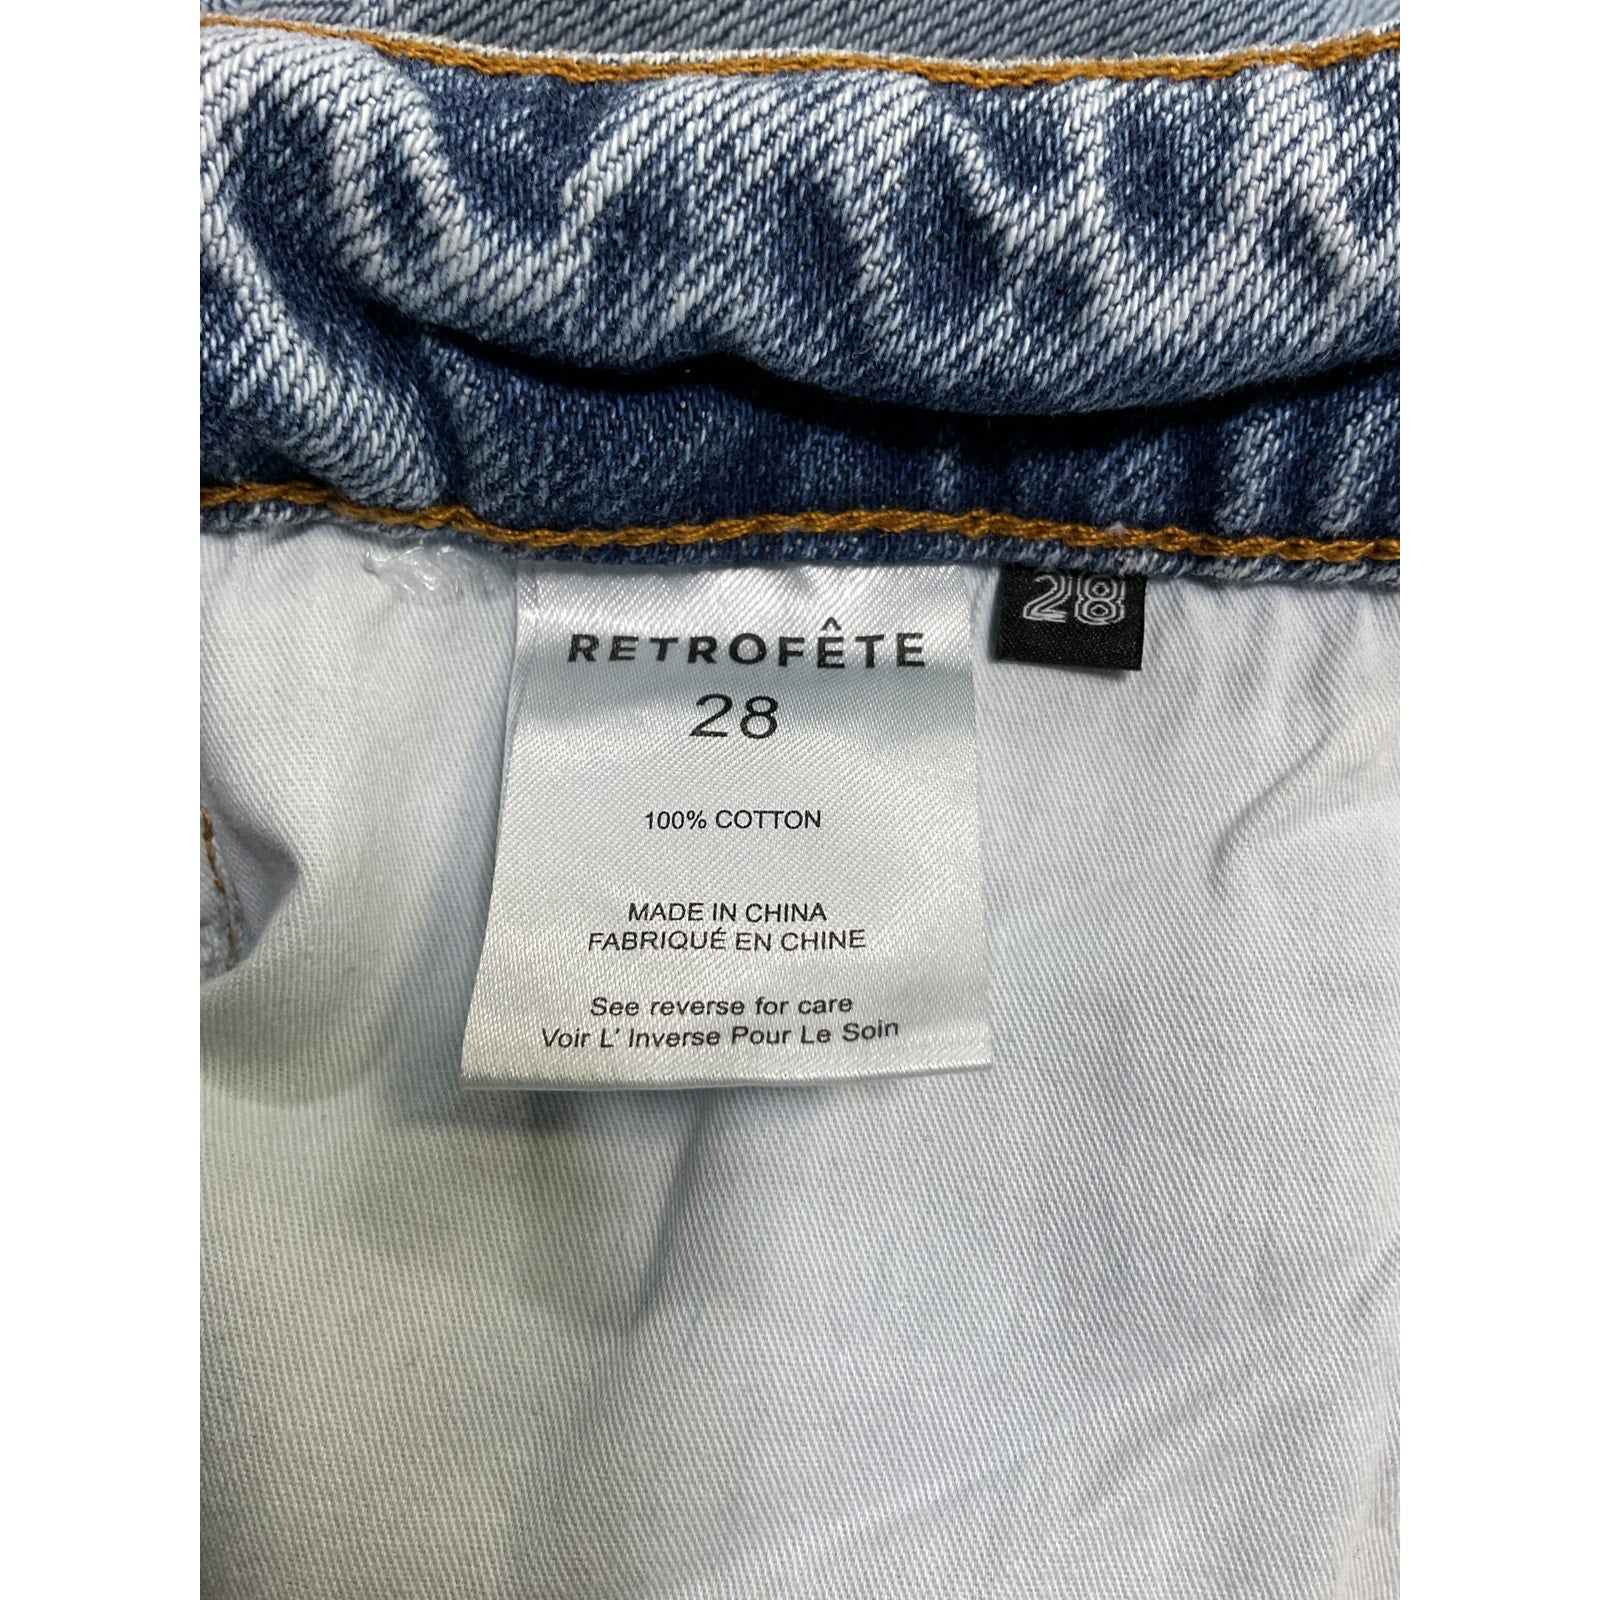 RETROFÊTE
28
28
100% COTTON
MADE IN CHINA
FABRIQUÉ EN CHINE
See reverse for care
Voir L' Inverse Pour Le Soin